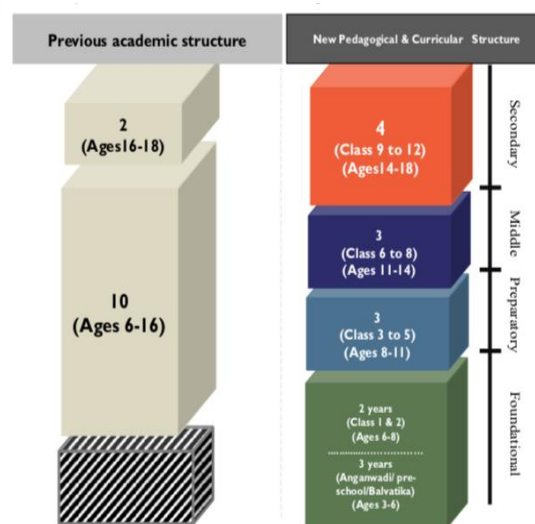 Previous academic structure
New Pedagogical & Curricular Structure
2
(Ages16-18)
10
(Ages 6-16)
4
(Class 9 to 12)
(Ages14-18)
3
(Class 6 to 8)
(Ages 11-14)
3
(Class 3 to 5)
(Ages 8-11)
2 years
(Class 1 & 2)
(Ages 6-8)
3 years
(Anganwadi/ pre-
school/Balvatika)
(Ages 3-6)
Secondary
Middle
Preparatory
Foundational